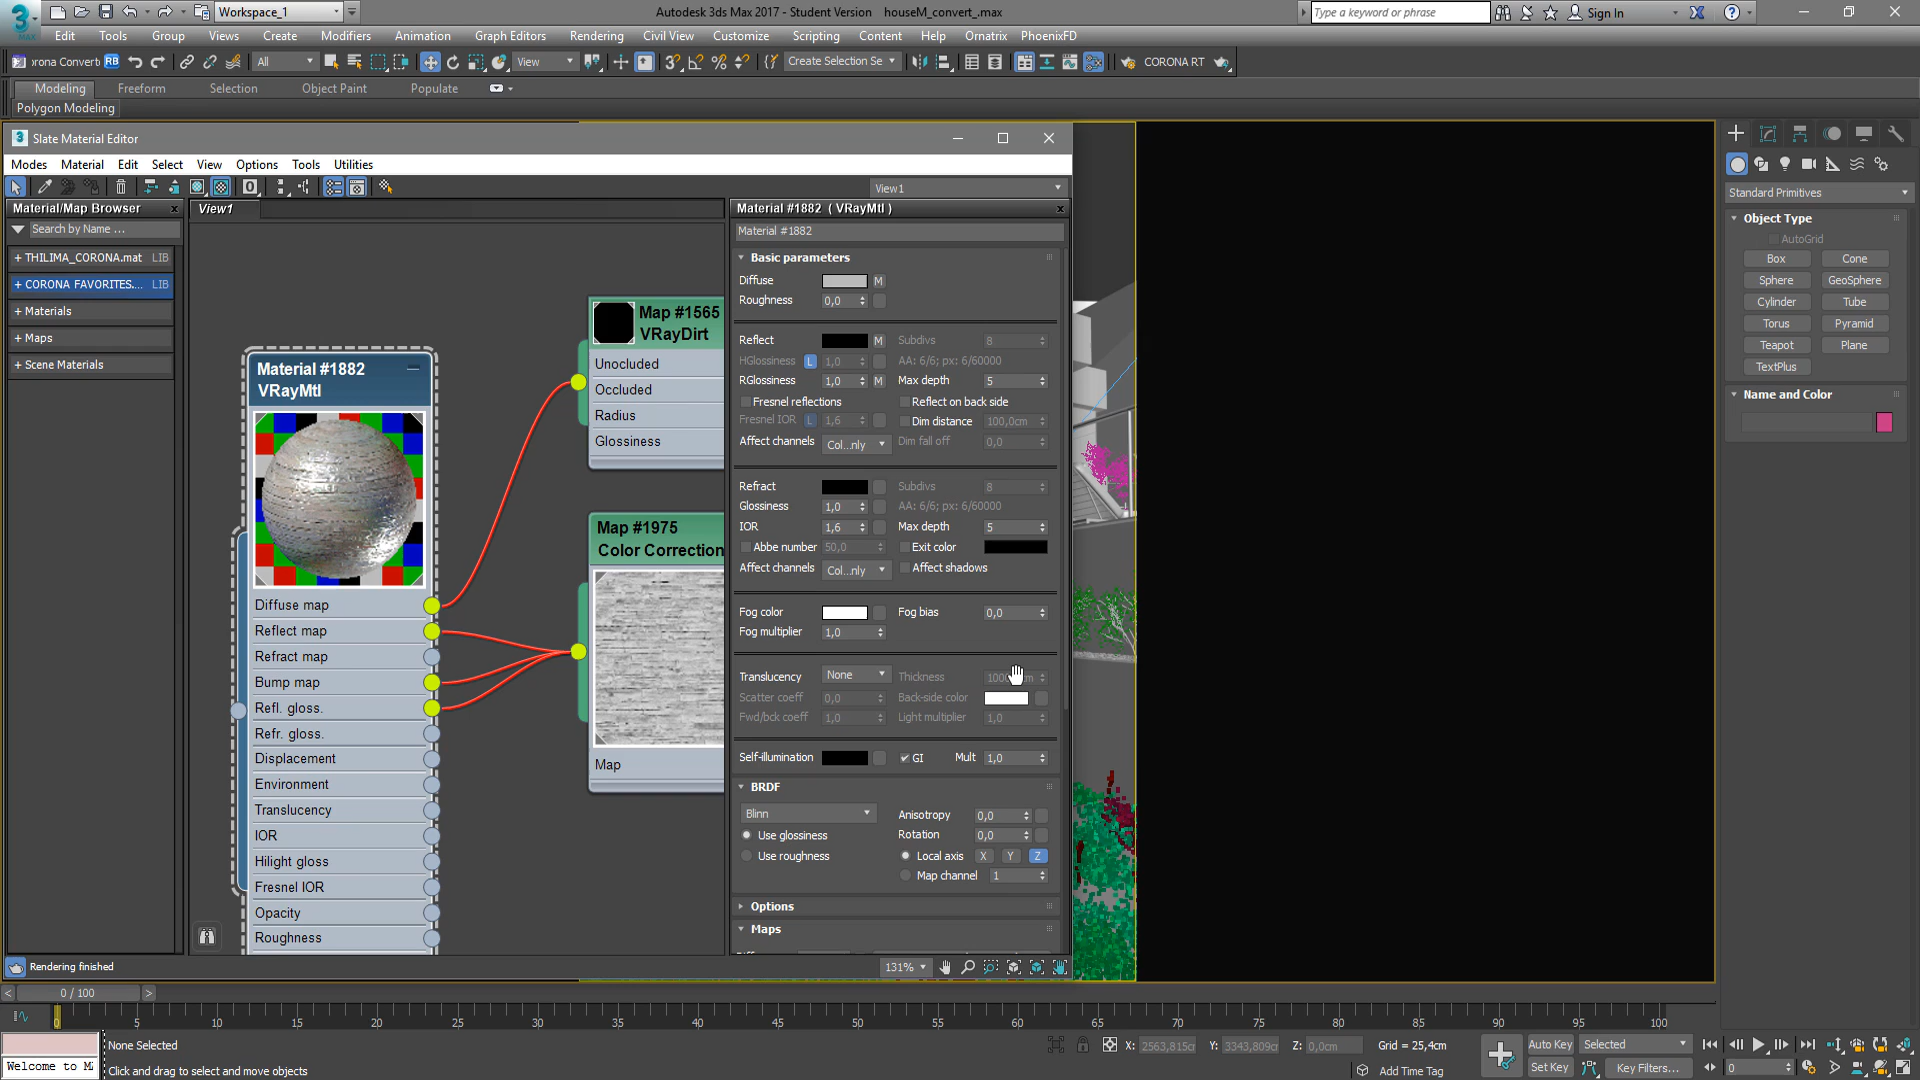 Workspace_1
Autodesk 3ds Max 2017 - Student Version    houseM_convert_.max
Type a keyword or phrase
Sign In
MAX
Edit Tools Group Views Create Modifiers Animation Graph Editors Rendering Civil View Customize Scripting Content Help Ornatrix PhoenixFD
orona Converti RB All View Create Selection Se CORONA RT
Modeling Freeform Selection Object Paint Populate
Polygon Modeling
Slate Material Editor
Modes Material Edit Select View Options Tools Utilities
View1
Material/Map Browser
Search by Name ...
+ THILIMA_CORONA.mat LIB
+ CORONA FAVORITES.... LIB
+ Materials
+ Maps
+ Scene Materials
View1
Material #1882
VRayMtl
Diffuse map
Reflect map
Refract map
Bump map
Refl. gloss.
Refr. gloss.
Displacement
Environment
Translucency
IOR
Hilight gloss
Fresnel IOR
Opacity
Roughness
Map #1565
VRayDirt
Unocluded
Occluded
Radius
Glossiness
Map #1975
Color Correction
Map
Material #1882 ( VRayMtl )
Material #1882
Basic parameters
Diffuse M
Roughness 0,0
Reflect M Subdivs 8
HGlossiness L 1,0 AA: 6/6; px: 6/60000
RGlossiness 1,0 M Max depth 5
Fresnel reflections Reflect on back side
Fresnel IOR L 1,6 Dim distance 100,0cm
Affect channels Col...nly Dim fall off 0,0
Refract Subdivs 8
Glossiness 1,0 AA: 6/6; px: 6/60000
IOR 1,6 Max depth 5
Abbe number 50,0 Exit color
Affect channels Col...nly Affect shadows
Fog color Fog bias 0,0
Fog multiplier 1,0
Translucency None Thickness
Scatter coeff 0,0 Back-side color
Fwd/bck coeff 1,0 Light multiplier 1,0
Self-illumination GI Mult 1,0
BRDF
Blinn Anisotropy 0,0
Use glossiness Rotation 0,0
Use roughness Local axis X Y Z
Map channel 1
Options
Maps
Rendering finished
131%
Standard Primitives
Object Type
AutoGrid
Box Cone
Sphere GeoSphere
Cylinder Tube
Torus Pyramid
Teapot Plane
TextPlus
Name and Color
< 0 / 100 >
0 5 10 15 20 25 30 35 40 45 50 55 60 65 70 75 80 85 90 95 100
None Selected
X: 2563,815cr Y: 3343,809cr Z: 0,0cm Grid = 25,4cm
Auto Key Selected
Welcome to M
Click and drag to select and move objects
Add Time Tag
Set Key Key Filters...
0